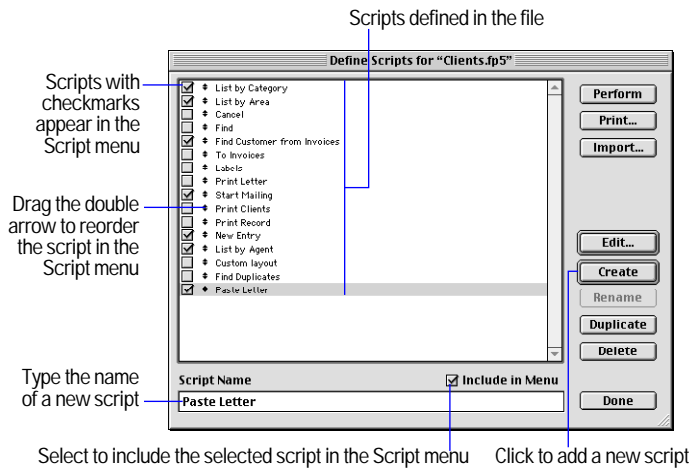 Scripts defined in the file
Define Scripts for “Clients.fp5”
Scripts with
checkmarks
appear in the
Script menu
Drag the double
arrow to reorder
the script in the
Script menu
Type the name
of a new script
List by Category
List by Area
Cancel
Find
Find Customer from Invoices
To Invoices
Labels
Print Letter
Start Mailing
Print Clients
Print Record
New Entry
List by Agent
Custom layout
Find Duplicates
Paste Letter
Perform
Print...
Import...
Edit...
Create
Rename
Duplicate
Delete
Script Name
Include in Menu
Paste Letter
Done
Select to include the selected script in the Script menu
Click to add a new script